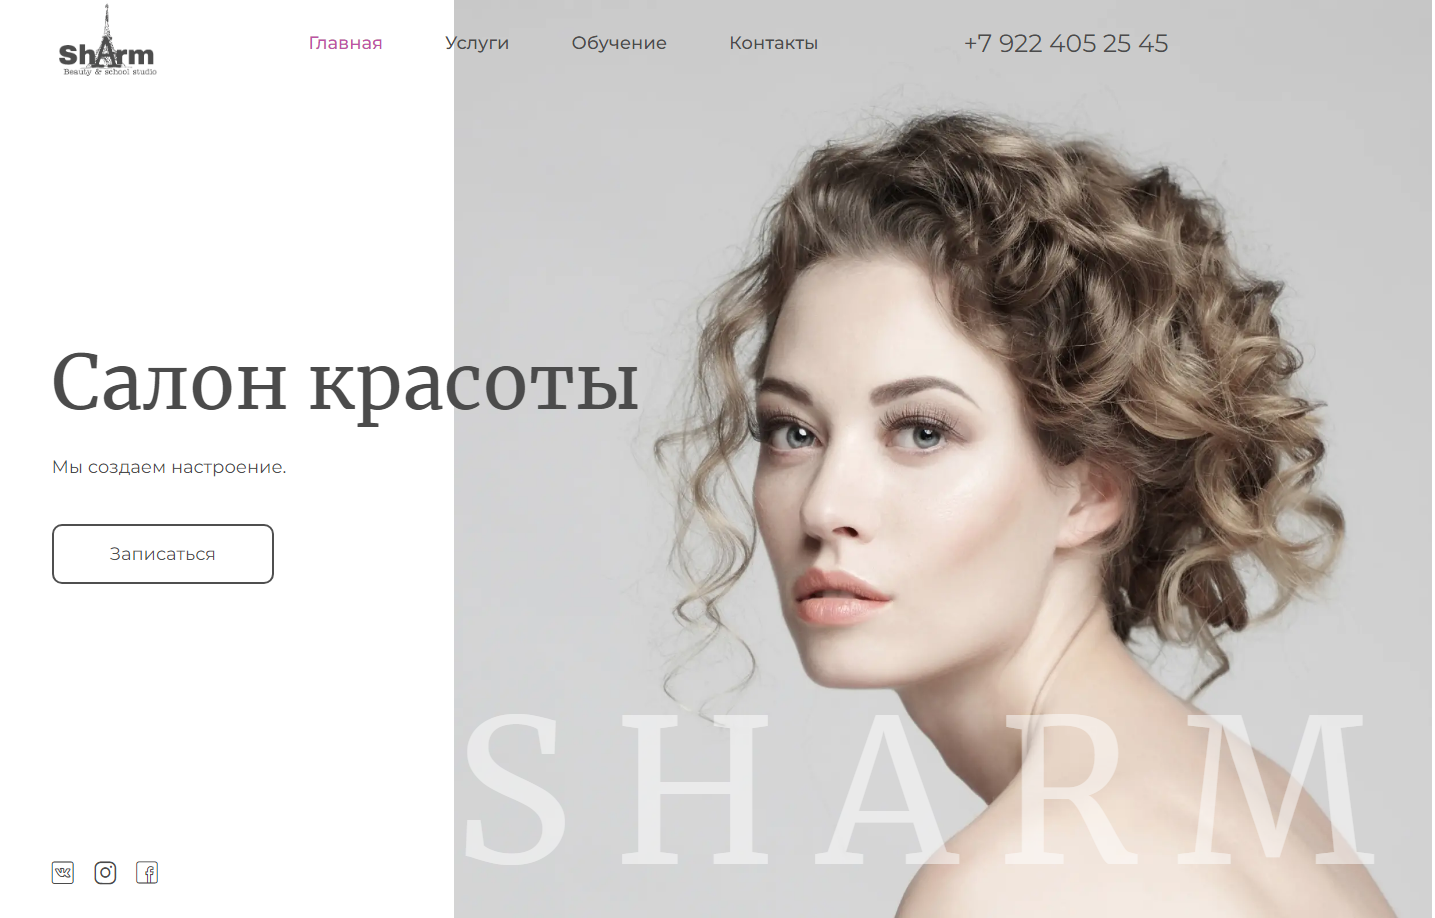 ShArm
Beauty & school studio
Главная
Услуги
Обучение
Контакты
+7 922 405 25 45
Салон красоты
Мы создаем настроение.
Записаться
SHARM